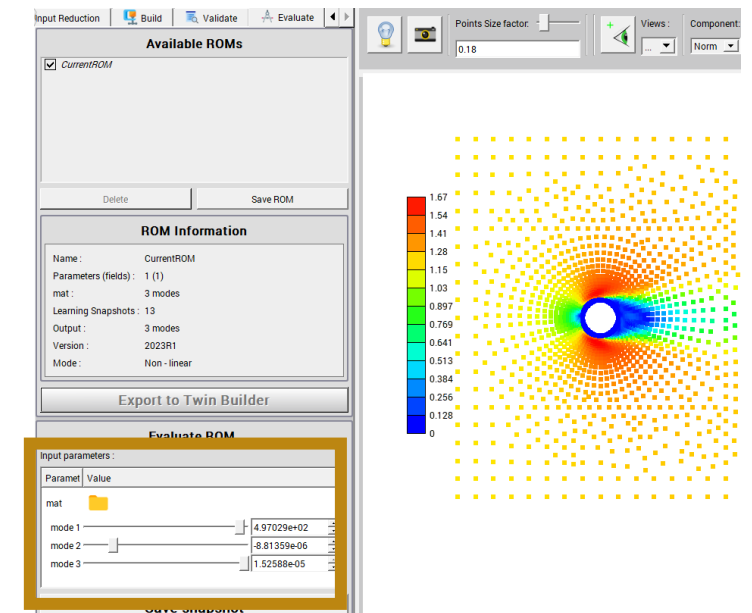 nput Reduction Build Validate Evaluate
Available ROMs
CurrentROM
Delete Save ROM
ROM Information
Name : CurrentROM
Parameters (fields) : 1 (1)
mat : 3 modes
Learning Snapshots : 13
Output : 3 modes
Version : 2023R1
Mode : Non - linear
Export to Twin Builder
Evaluate ROM
Input parameters :
Paramet Value
mat
mode 1 4.97029e+02
mode 2 -8.81359e-06
mode 3 1.52588e-05
Save snapshot
Points Size factor: Views : Component:
0.18 ... Norm
1.67
1.54
1.41
1.28
1.15
1.03
0.897
0.769
0.641
0.513
0.384
0.256
0.128
0